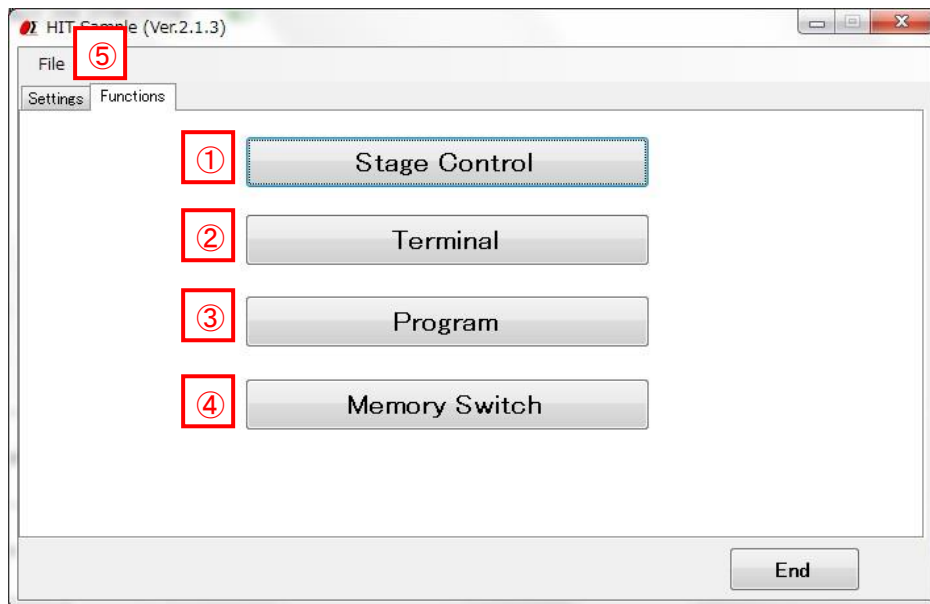 HIT Sample (Ver.2.1.3)
File
⑤
Settings Functions
① Stage Control
② Terminal
③ Program
④ Memory Switch
End